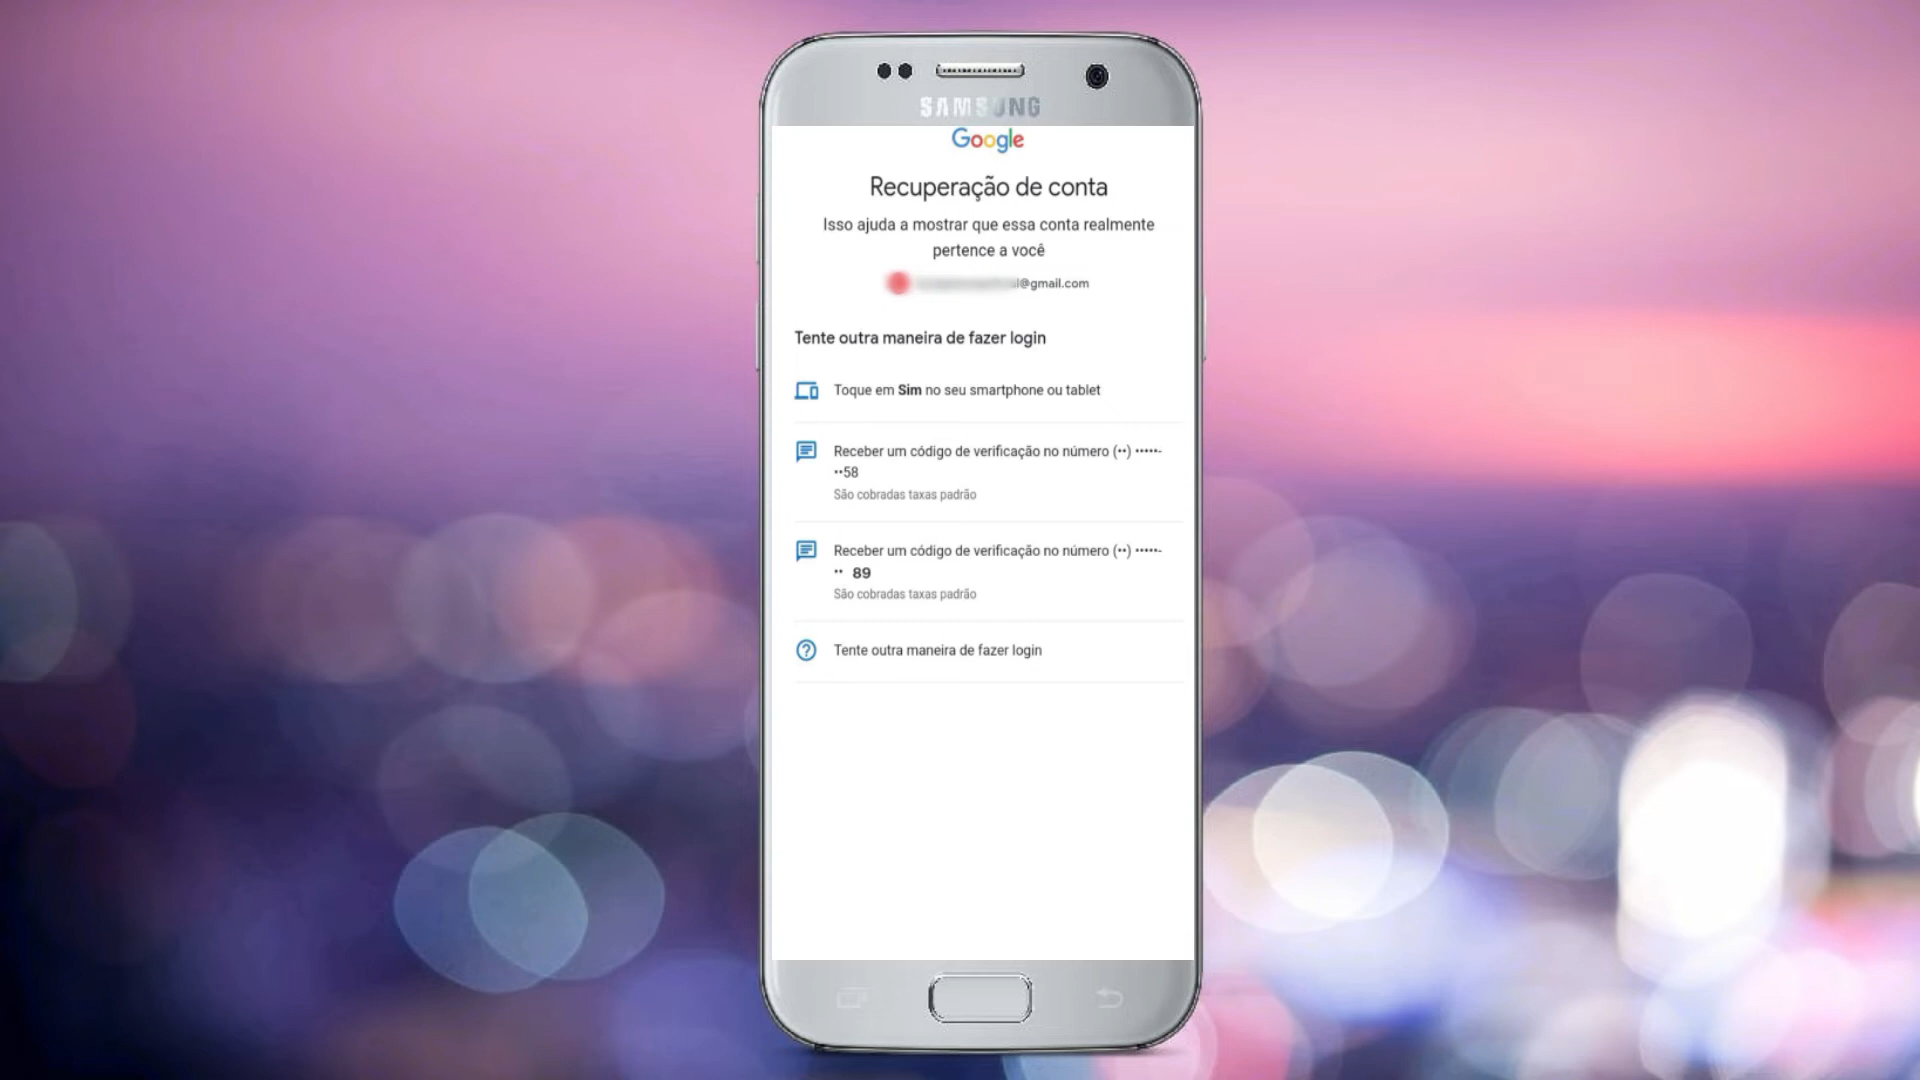 SAMSUNG
Google
Recuperação de conta
Isso ajuda a mostrar que essa conta realmente
pertence a você
l@gmail.com
Tente outra maneira de fazer login
Toque em Sim no seu smartphone ou tablet
Receber um código de verificação no número (••) •••••-
••58
São cobradas taxas padrão
Receber um código de verificação no número (••) •••••-
•• 89
São cobradas taxas padrão
Tente outra maneira de fazer login